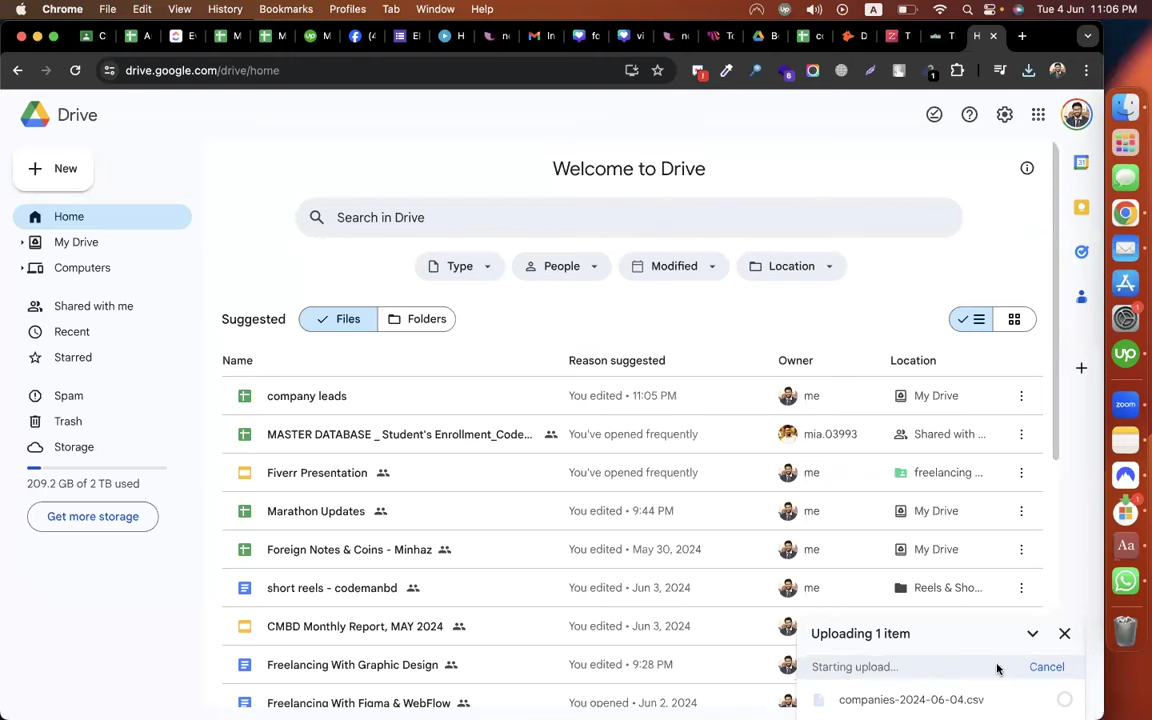 Chrome File Edit View History Bookmarks Profiles Tab Window Help
A Tue 4 Jun 11:06 PM
drive.google.com/drive/home
Drive
New
Home
My Drive
Computers
Shared with me
Recent
Starred
Spam
Trash
Storage
209.2 GB of 2 TB used
Get more storage
Welcome to Drive
Search in Drive
Type People Modified Location
Suggested Files Folders
Name Reason suggested Owner Location
company leads You edited • 11:05 PM me My Drive
MASTER DATABASE _ Student's Enrollment_Code... You've opened frequently mia.03993 Shared with ...
Fiverr Presentation You've opened frequently me freelancing ...
Marathon Updates You edited • 9:44 PM me My Drive
Foreign Notes & Coins - Minhaz You edited • May 30, 2024 me My Drive
short reels - codemanbd You edited • Jun 3, 2024 me Reels & Sho...
CMBD Monthly Report, MAY 2024 You edited • Jun 3, 2024
Freelancing With Graphic Design You edited • 9:28 PM
Freelancing With Figma & WebFlow You edited • Jun 2, 2024
Uploading 1 item
Starting upload... Cancel
companies-2024-06-04.csv
31
up
zoom
Aa